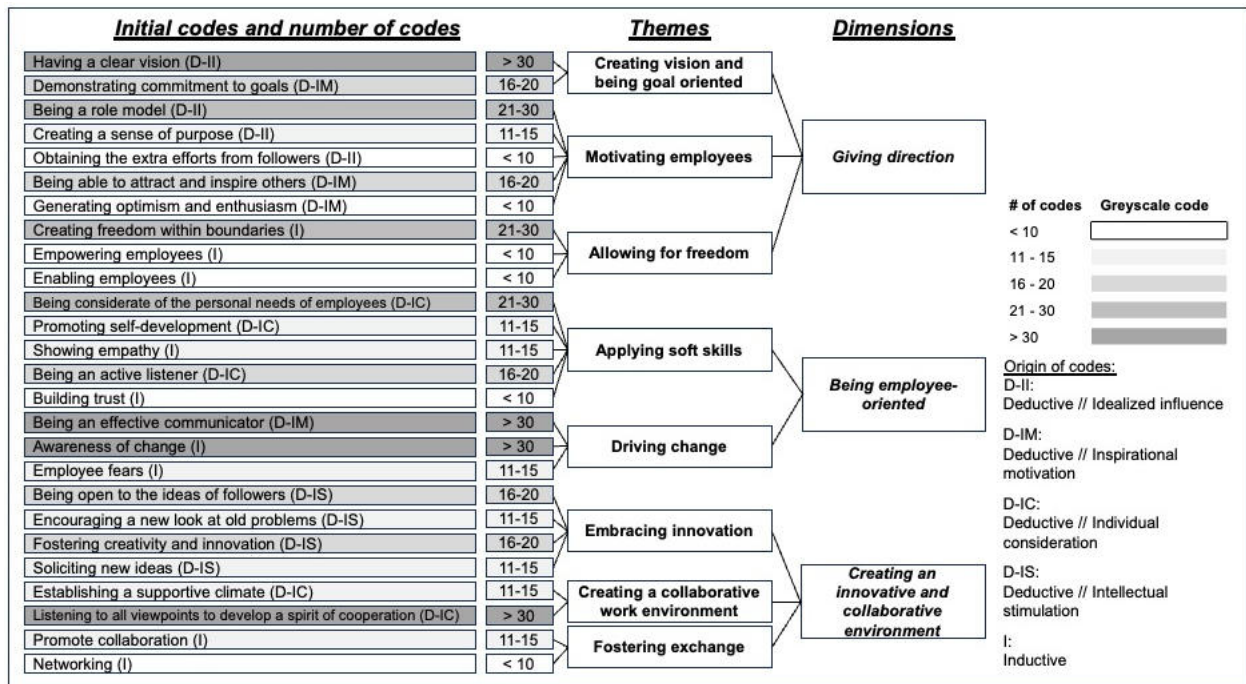 Initial codes and number of codes
Themes
Dimensions
Having a clear vision (D-II)
> 30
Demonstrating commitment to goals (D-IM)
16-20
Being a role model (D-II)
21-30
Creating a sense of purpose (D-II)
11-15
Obtaining the extra efforts from followers (D-II)
< 10
Being able to attract and inspire others (D-IM)
16-20
Generating optimism and enthusiasm (D-IM)
< 10
Creating freedom within boundaries (I)
21-30
Empowering employees (I)
< 10
Enabling employees (I)
< 10
Being considerate of the personal needs of employees (D-IC)
21-30
Promoting self-development (D-IC)
11-15
Showing empathy (I)
11-15
Being an active listener (D-IC)
16-20
Building trust (I)
< 10
Being an effective communicator (D-IM)
> 30
Awareness of change (I)
> 30
Employee fears (I)
11-15
Being open to the ideas of followers (D-IS)
16-20
Encouraging a new look at old problems (D-IS)
11-15
Fostering creativity and innovation (D-IS)
16-20
Soliciting new ideas (D-IS)
11-15
Establishing a supportive climate (D-IC)
11-15
Listening to all viewpoints to develop a spirit of cooperation (D-IC)
> 30
Promote collaboration (I)
11-15
Networking (I)
< 10
Creating vision and
being goal oriented
Motivating employees
Allowing for freedom
Applying soft skills
Driving change
Embracing innovation
Creating a collaborative
work environment
Fostering exchange
Giving direction
Being employee-
oriented
Creating an
innovative and
collaborative
environment
# of codes
Greyscale code
< 10
11 - 15
16 - 20
21 - 30
> 30
Origin of codes:
D-II:
Deductive // Idealized influence
D-IM:
Deductive // Inspirational
motivation
D-IC:
Deductive // Individual
consideration
D-IS:
Deductive // Intellectual
stimulation
I:
Inductive